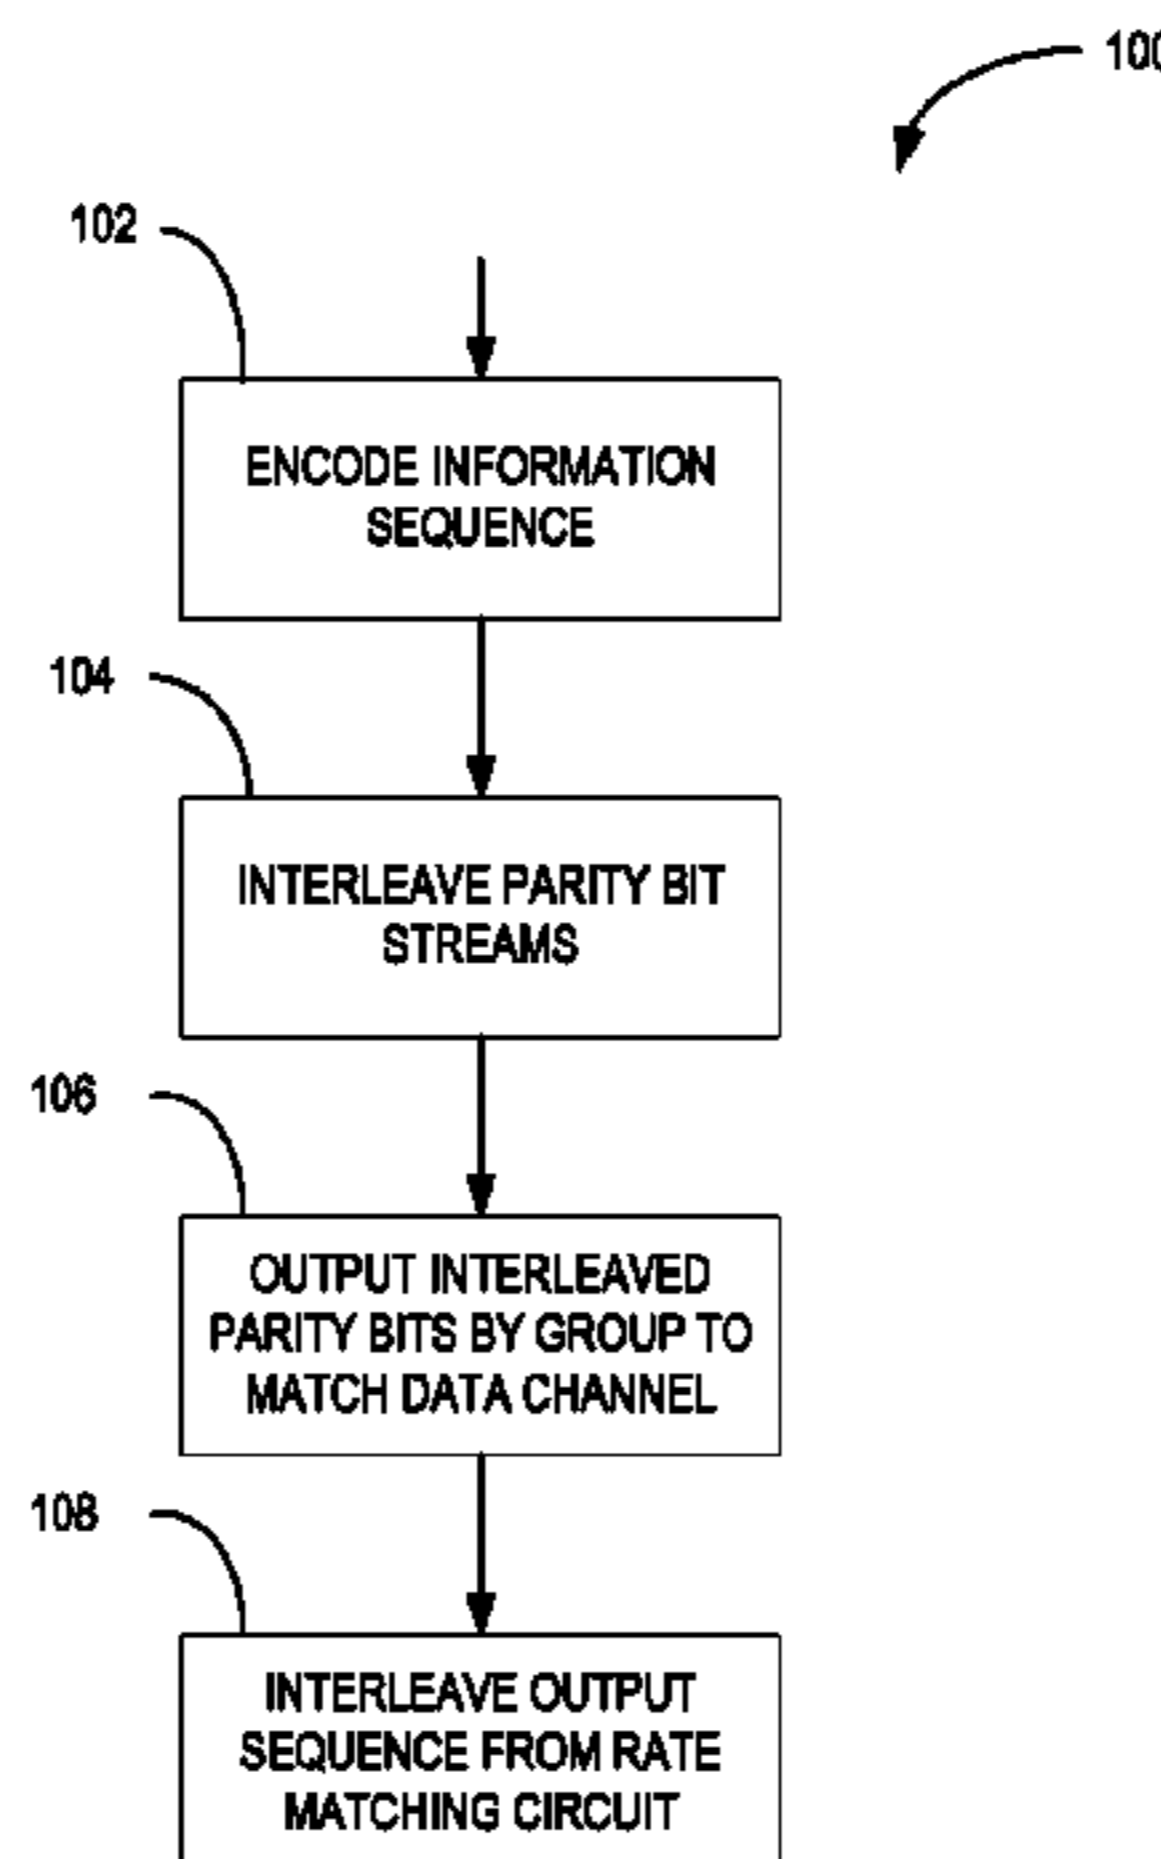 100
102
ENCODE INFORMATION
SEQUENCE
104
INTERLEAVE PARITY BIT
STREAMS
106
OUTPUT INTERLEAVED
PARITY BITS BY GROUP TO
MATCH DATA CHANNEL
108
INTERLEAVE OUTPUT
SEQUENCE FROM RATE
MATCHING CIRCUIT